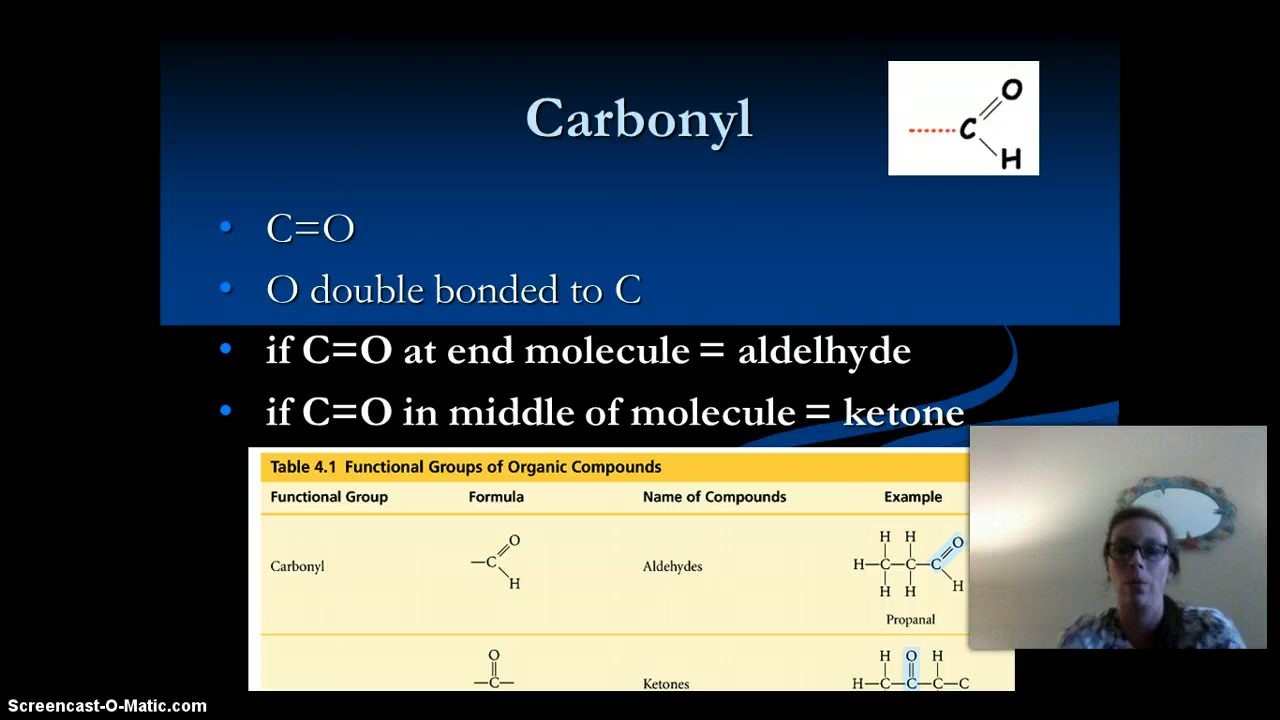 Carbonyl
O
C
H
• C=O
• O double bonded to C
• if C=O at end molecule = aldelhyde
• if C=O in middle of molecule = ketone
Table 4.1 Functional Groups of Organic Compounds
Functional Group Formula Name of Compounds Example
Carbonyl
O
—C
H
Aldehydes
H H O
H—C—C—C
H H H
Propanal
O
—C—
Ketones
H O H
H—C—C—C—C
Screencast-O-Matic.com